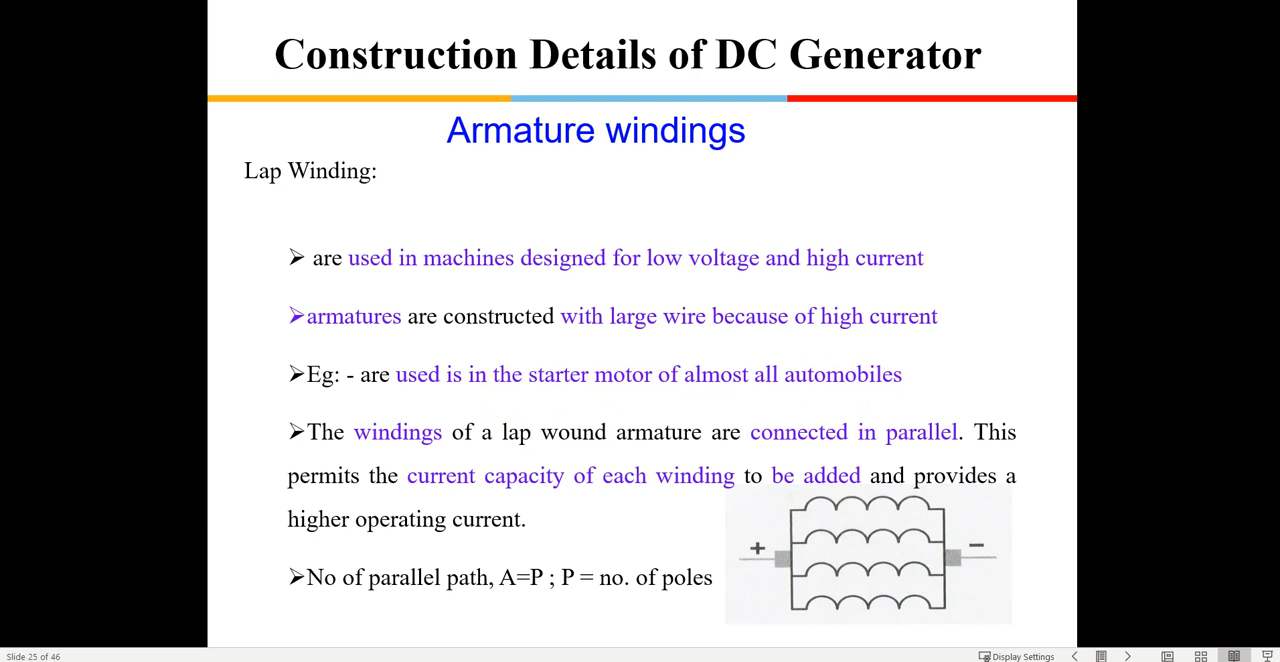 Construction Details of DC Generator
Armature windings
Lap Winding:
➢ are used in machines designed for low voltage and high current
➢armatures are constructed with large wire because of high current
➢Eg: - are used is in the starter motor of almost all automobiles
➢The windings of a lap wound armature are connected in parallel. This
permits the current capacity of each winding to be added and provides a
higher operating current.
+ −
➢No of parallel path, A=P ; P = no. of poles
Slide 25 of 46
Display Settings